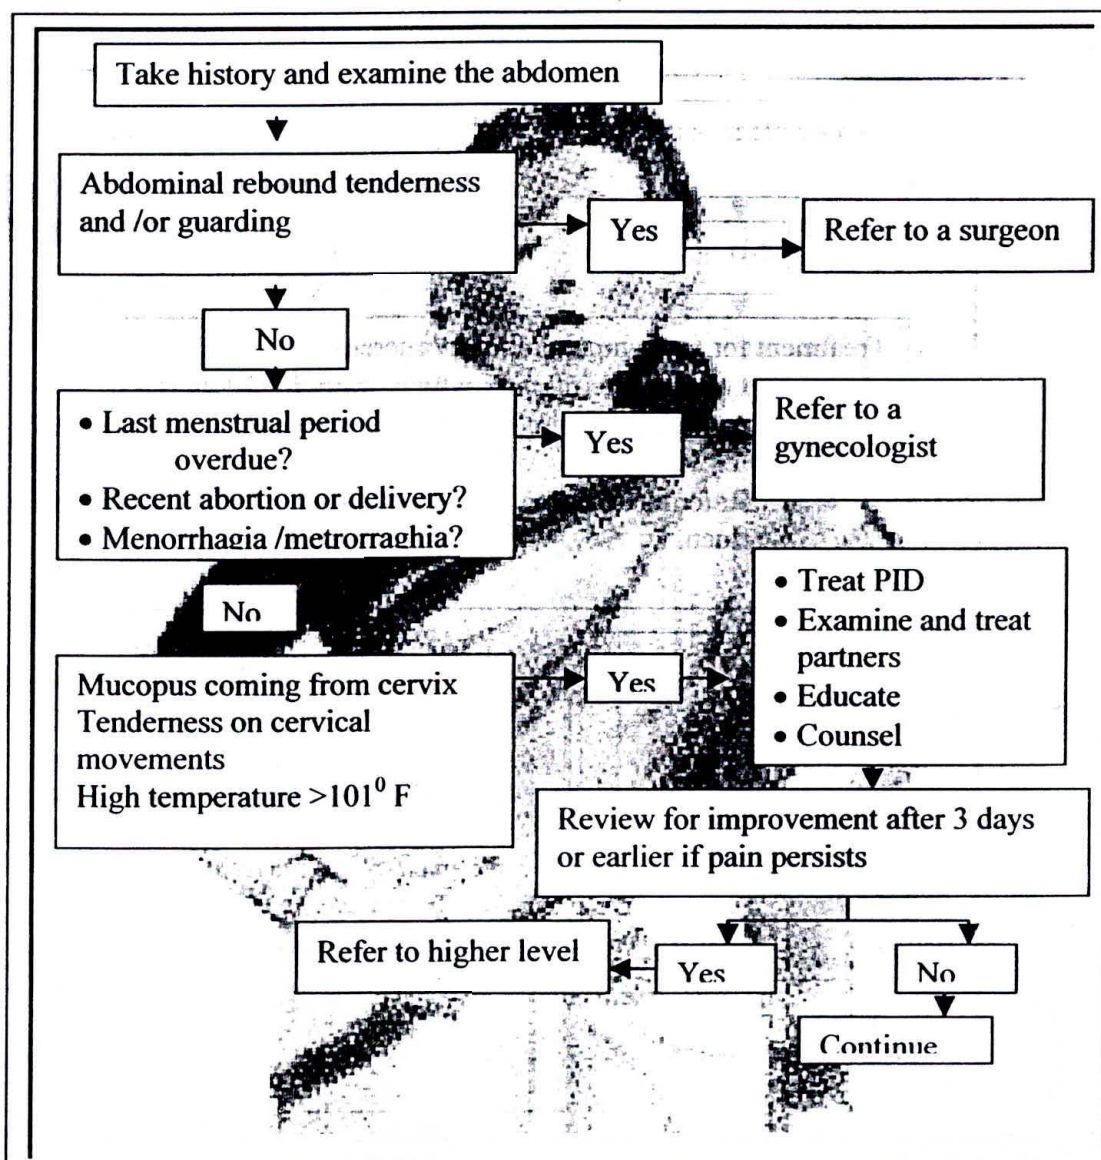 Take history and examine the abdomen
Abdominal rebound tenderness
and /or guarding
Yes
Refer to a surgeon
No
• Last menstrual period
overdue?
• Recent abortion or delivery?
• Menorrhagia /metrorraghia?
Yes
Refer to a
gynecologist
No
Mucopus coming from cervix
Tenderness on cervical
movements
High temperature >101⁰ F
Yes
• Treat PID
• Examine and treat
partners
• Educate
• Counsel
Review for improvement after 3 days
or earlier if pain persists
Refer to higher level
Yes
No
Continue